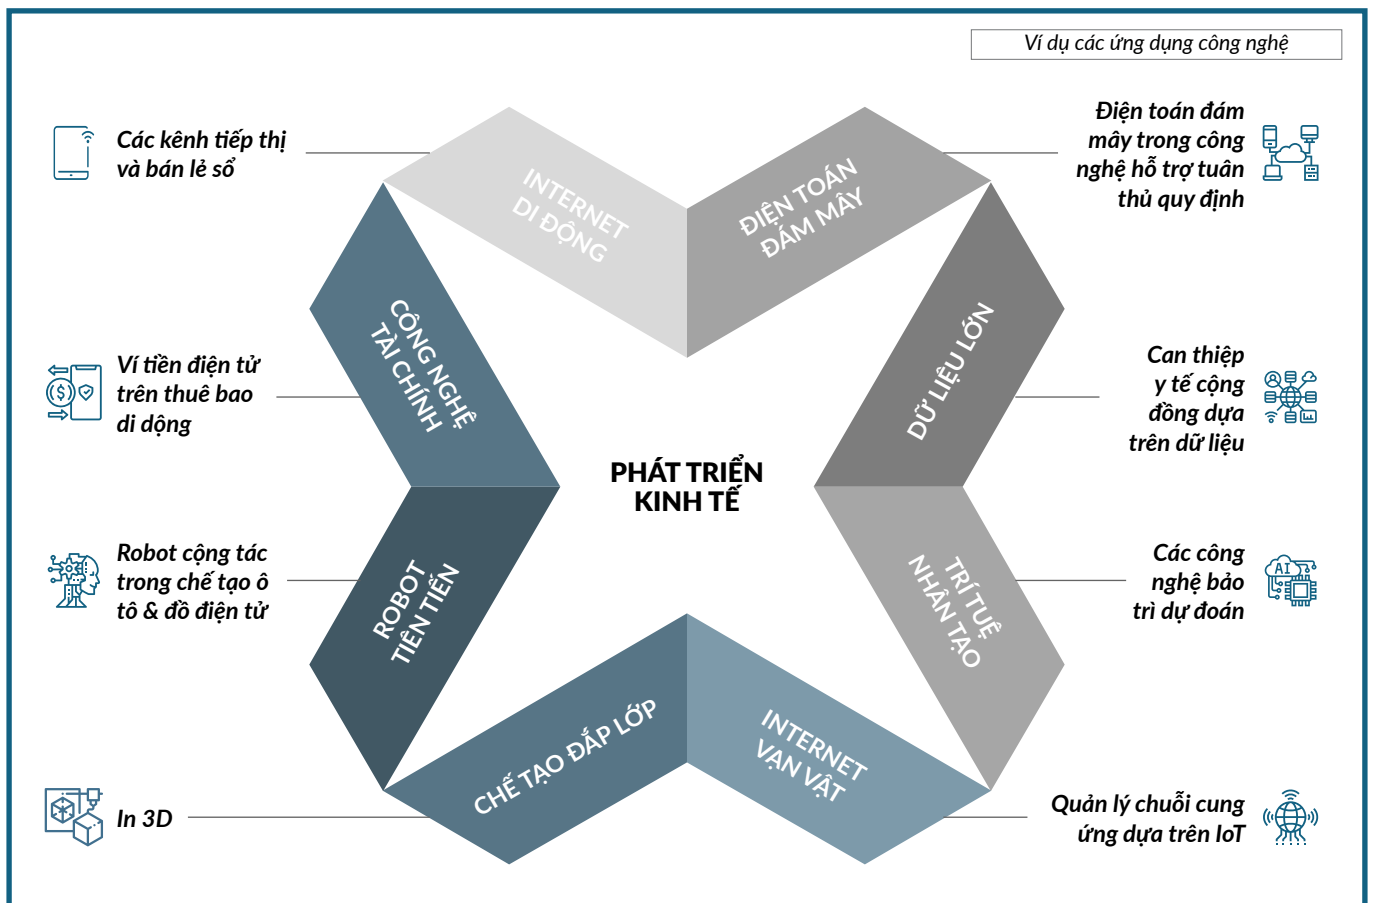 Ví dụ các ứng dụng công nghệ
Các kênh tiếp thị
và bán lẻ số
INTERNET
DI ĐỘNG
ĐIỆN TOÁN
ĐÁM MÂY
Điện toán đám
mây trong công
nghệ hỗ trợ tuân
thủ quy định
Ví tiền điện tử
trên thuê bao
di động
CÔNG NGHỆ
TÀI CHÍNH
DỮ LIỆU LỚN
Can thiệp
y tế cộng
đồng dựa
trên dữ liệu
PHÁT TRIỂN
KINH TẾ
Robot cộng tác
trong chế tạo ô
tô & đồ điện tử
ROBOT
TIÊN TIẾN
TRÍ TUỆ
NHÂN TẠO
Các công
nghệ bảo
trì dự đoán
AI
In 3D
CHẾ TẠO ĐẮP LỚP
INTERNET
VẠN VẬT
Quản lý chuỗi cung
ứng dựa trên IoT